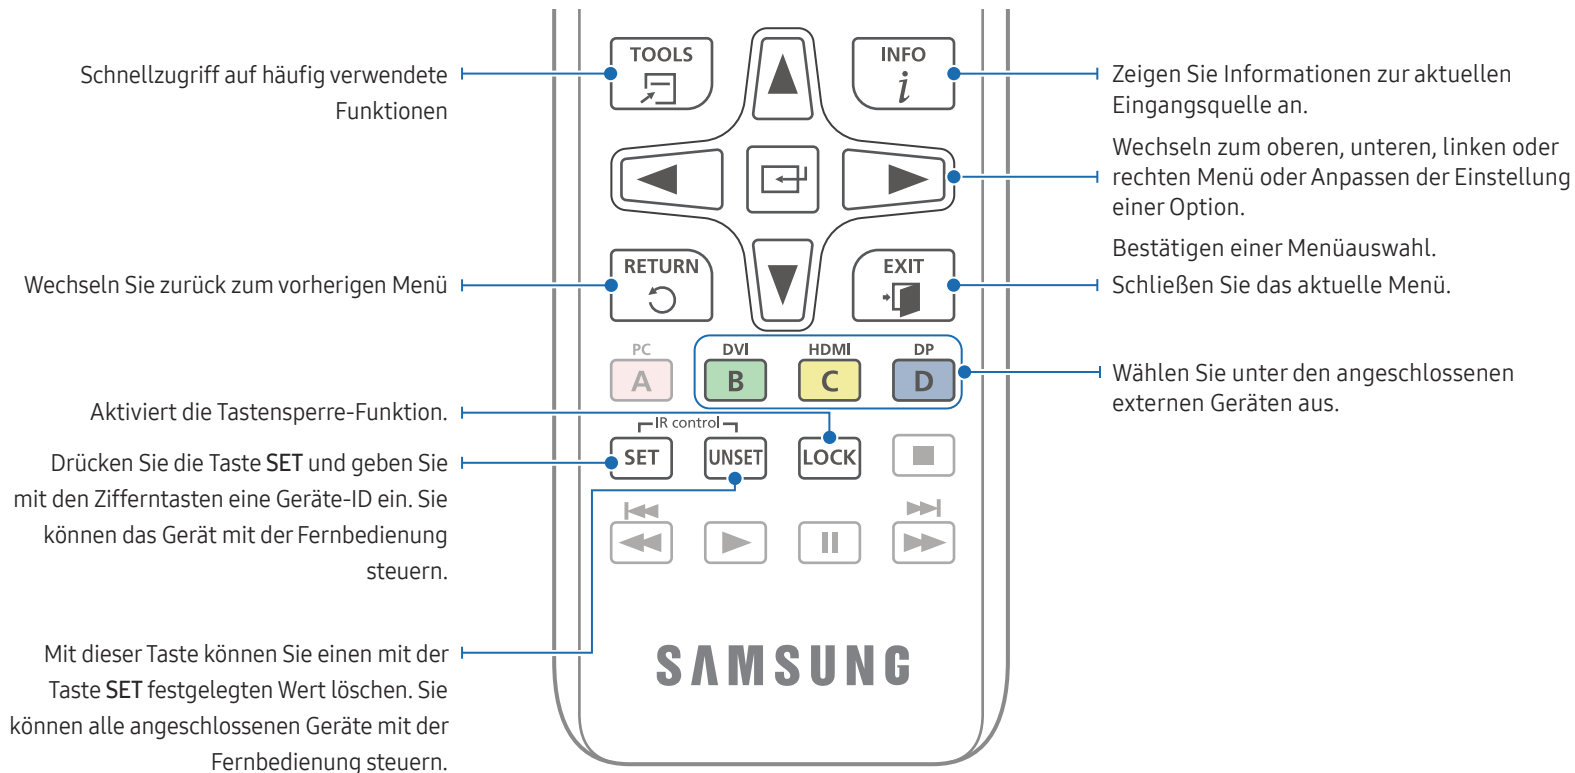 Schnellzugriff auf häufig verwendete
Funktionen
Wechseln Sie zurück zum vorherigen Menü
Aktiviert die Tastensperre-Funktion.
Drücken Sie die Taste SET und geben Sie
mit den Zifferntasten eine Geräte-ID ein. Sie
können das Gerät mit der Fernbedienung
steuern.
Mit dieser Taste können Sie einen mit der
Taste SET festgelegten Wert löschen. Sie
können alle angeschlossenen Geräte mit der
Fernbedienung steuern.
TOOLS
INFO
i
RETURN
EXIT
PC DVI HDMI DP
A B C D
IR control
SET UNSET LOCK
SAMSUNG
Zeigen Sie Informationen zur aktuellen
Eingangsquelle an.
Wechseln zum oberen, unteren, linken oder
rechten Menü oder Anpassen der Einstellung
einer Option.
Bestätigen einer Menüauswahl.
Schließen Sie das aktuelle Menü.
Wählen Sie unter den angeschlossenen
externen Geräten aus.